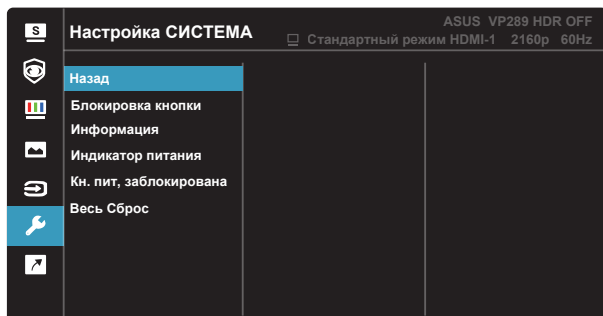 S
Настройка СИСТЕМА
ASUS VP289 HDR OFF
Стандартный режим HDMI-1 2160p 60Hz
Назад
Блокировка кнопки
Информация
Индикатор питания
Кн. пит, заблокирована
Весь Сброс